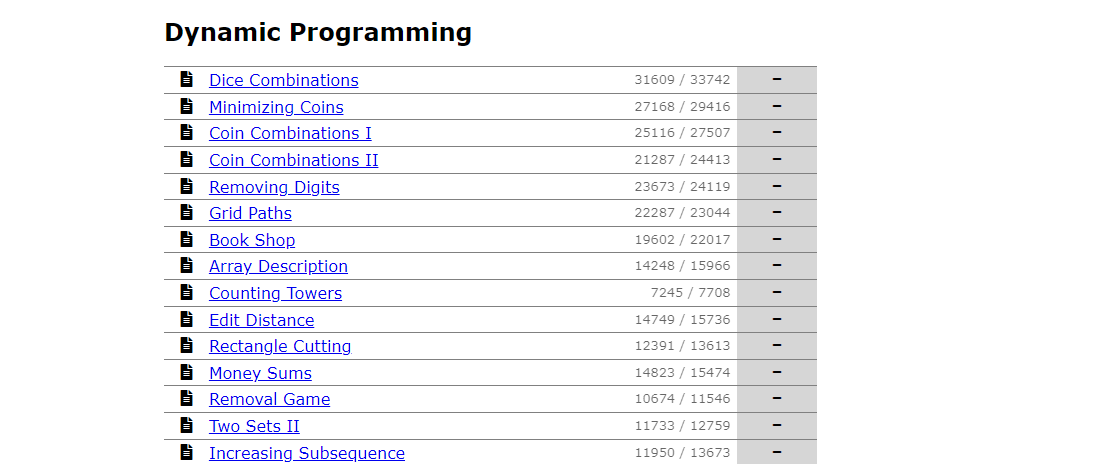 Dynamic Programming
Dice Combinations 31609 / 33742 –
Minimizing Coins 27168 / 29416 –
Coin Combinations I 25116 / 27507 –
Coin Combinations II 21287 / 24413 –
Removing Digits 23673 / 24119 –
Grid Paths 22287 / 23044 –
Book Shop 19602 / 22017 –
Array Description 14248 / 15966 –
Counting Towers 7245 / 7708 –
Edit Distance 14749 / 15736 –
Rectangle Cutting 12391 / 13613 –
Money Sums 14823 / 15474 –
Removal Game 10674 / 11546 –
Two Sets II 11733 / 12759 –
Increasing Subsequence 11950 / 13673 –